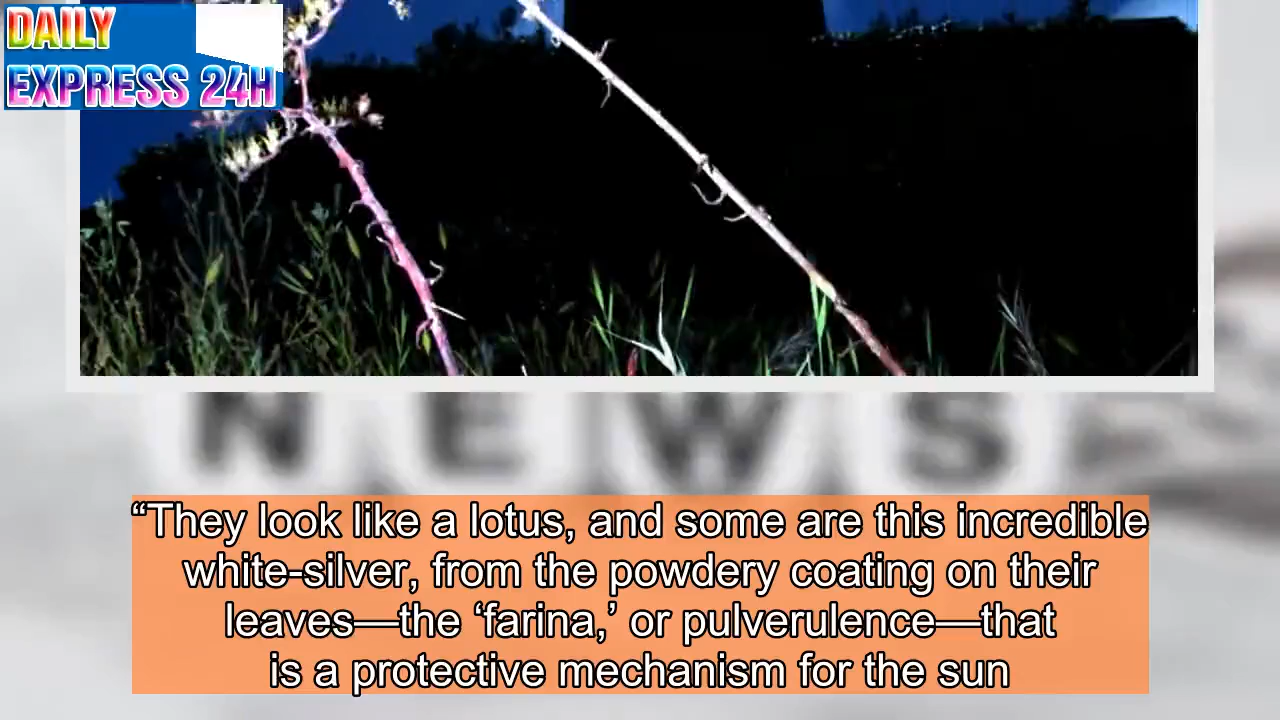 DAILY
EXPRESS 24H
NEWS
“They look like a lotus, and some are this incredible
white-silver, from the powdery coating on their
leaves—the ‘farina,’ or pulverulence—that
is a protective mechanism for the sun